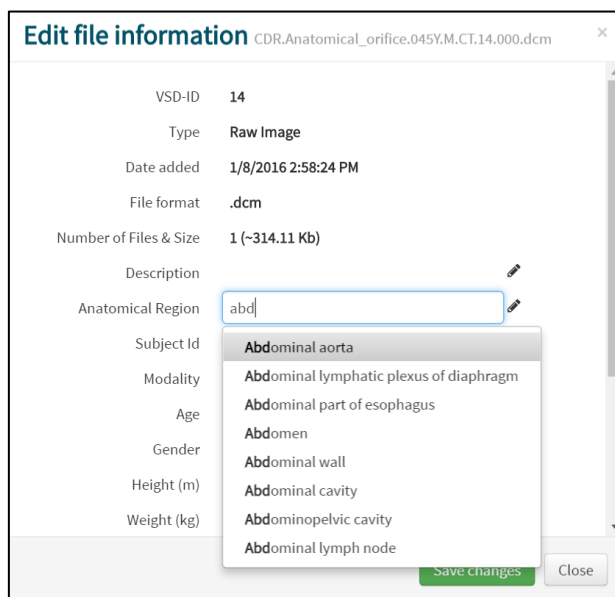 Edit file information CDR.Anatomical_orifice.045Y.M.CT.14.000.dcm ×
VSD-ID 14
Type Raw Image
Date added 1/8/2016 2:58:24 PM
File format .dcm
Number of Files & Size 1 (~314.11 Kb)
Description
Anatomical Region abd
Subject Id Abdominal aorta
Abdominal lymphatic plexus of diaphragm
Modality
Abdominal part of esophagus
Age
Abdomen
Gender
Abdominal wall
Height (m) Abdominal cavity
Weight (kg) Abdominopelvic cavity
Abdominal lymph node
Save changes Close